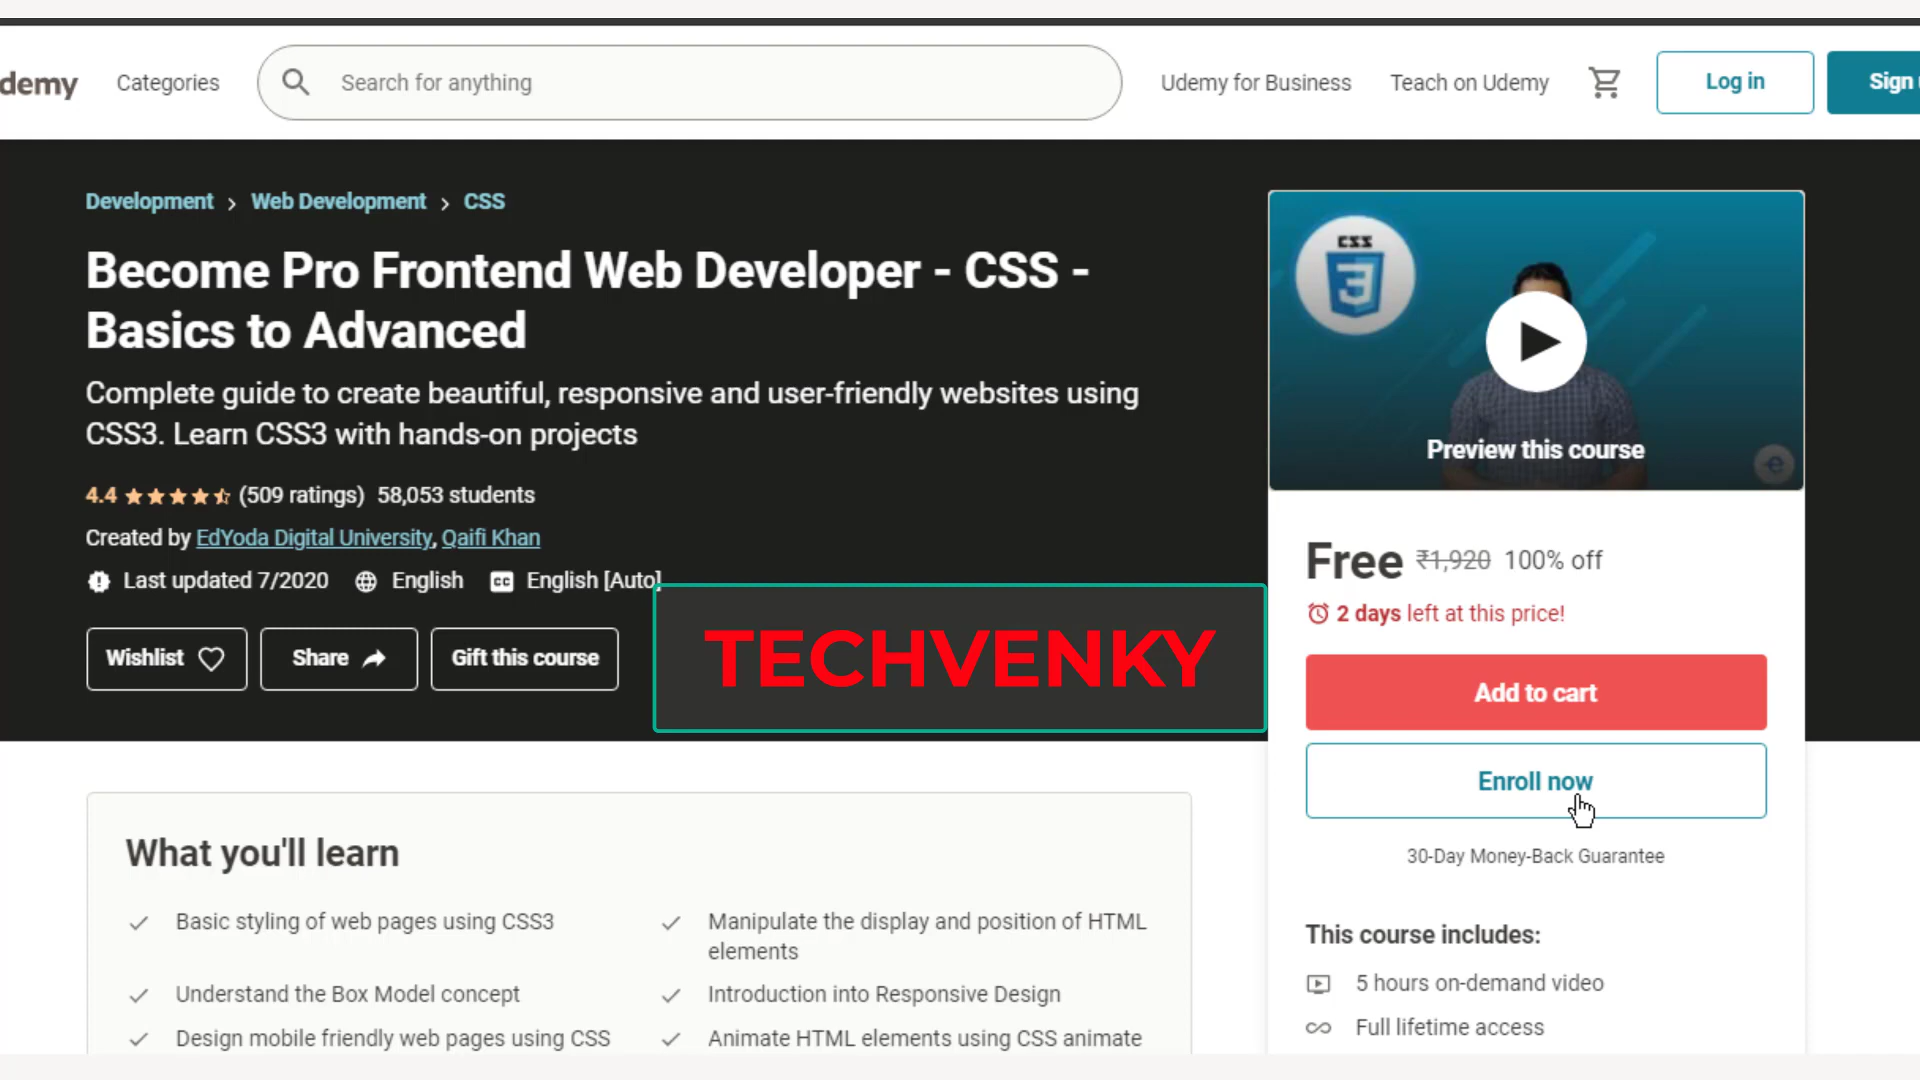 demy
Categories
Search for anything
Udemy for Business
Teach on Udemy
Log in
Sign
Development > Web Development > CSS
Become Pro Frontend Web Developer - CSS -
Basics to Advanced
Complete guide to create beautiful, responsive and user-friendly websites using
CSS3. Learn CSS3 with hands-on projects
4.4 (509 ratings) 58,053 students
Created by EdYoda Digital University, Qaifi Khan
Last updated 7/2020 English CC English [Auto]
Wishlist
Share
Gift this course
TECHVENKY
CSS
3
Preview this course
Free ₹1,920 100% off
2 days left at this price!
Add to cart
Enroll now
30-Day Money-Back Guarantee
This course includes:
5 hours on-demand video
Full lifetime access
What you'll learn
Basic styling of web pages using CSS3
Manipulate the display and position of HTML
elements
Understand the Box Model concept
Introduction into Responsive Design
Design mobile friendly web pages using CSS
Animate HTML elements using CSS animate